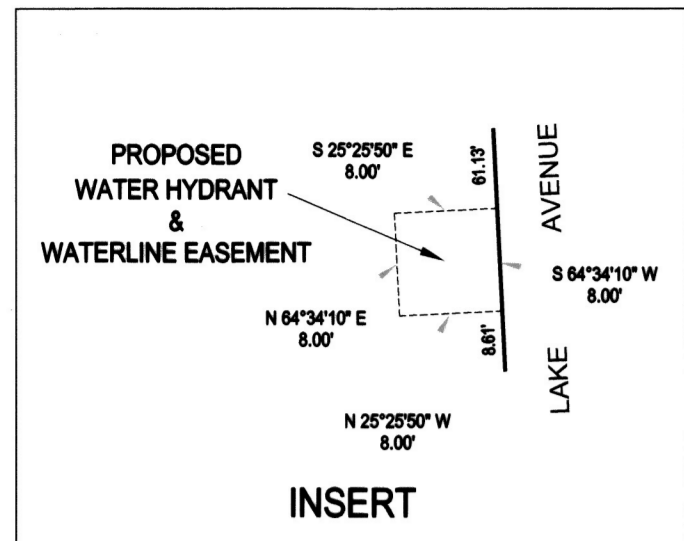 PROPOSED
WATER HYDRANT
&
WATERLINE EASEMENT
S 25°25'50" E
8.00'
61.13'
AVENUE
S 64°34'10" W
8.00'
N 64°34'10" E
8.00'
8.61'
LAKE
N 25°25'50" W
8.00'
INSERT